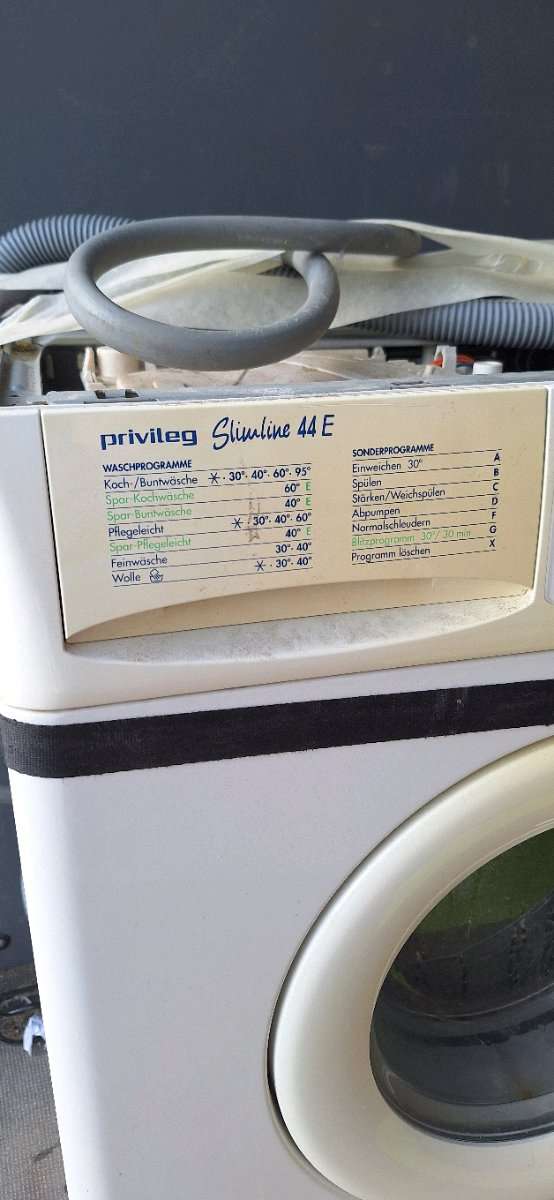 privileg Slimline 44 E
WASCHPROGRAMME
Koch-/Buntwäsche · 30°· 40°· 60°· 95°
Spar-Kochwäsche 60° E
Spar-Buntwäsche 40° E
Pflegeleicht · 30°· 40°· 60°
Spar-Pflegeleicht 40° E
Feinwäsche 30°· 40°
Wolle · 30°· 40°
SONDERPROGRAMME
Einweichen 30° A
Spülen B
Stärken/Weichspülen C
Abpumpen D
Normalschleudern F
Blitzprogramm 30°/ 30 min G
Programm löschen X